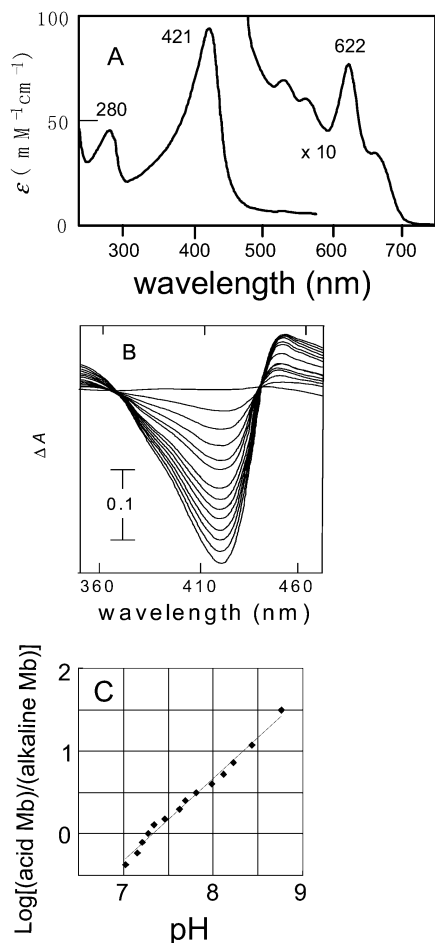 100
A
421
622
280
50
x 10
0
ε ( mM⁻¹cm⁻¹)
300
400
500
600
700
wavelength (nm)
B
ΔA
0.1
360
410
460
wavelength (nm)
Log[(acid Mb)/(alkaline Mb)]
2
C
1
0
7
8
9
pH